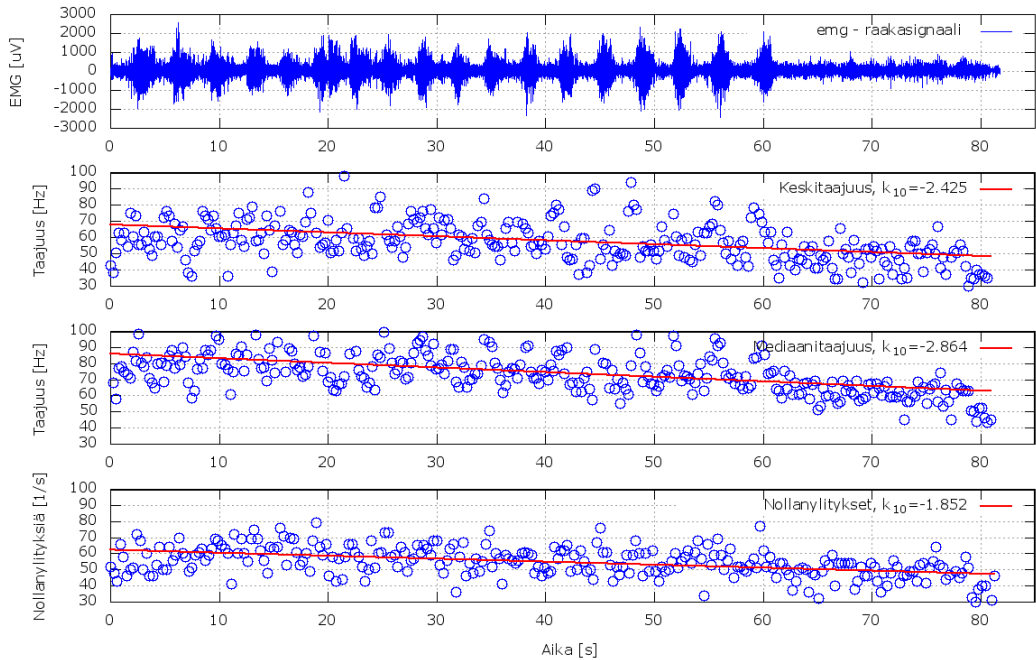 3000
2000
1000
0
-1000
-2000
-3000
EMG [uV]
emg - raakasignaali
0 10 20 30 40 50 60 70 80
100
90
80
70
60
50
40
30
Taajuus [Hz]
Keskitaajuus, k10=-2.425
0 10 20 30 40 50 60 70 80
100
90
80
70
60
50
40
30
Taajuus [Hz]
Mediaanitaajuus, k10=-2.864
0 10 20 30 40 50 60 70 80
100
90
80
70
60
50
40
30
Nollanylityksiä [1/s]
Nollanylitykset, k10=-1.852
0 10 20 30 40 50 60 70 80
Aika [s]